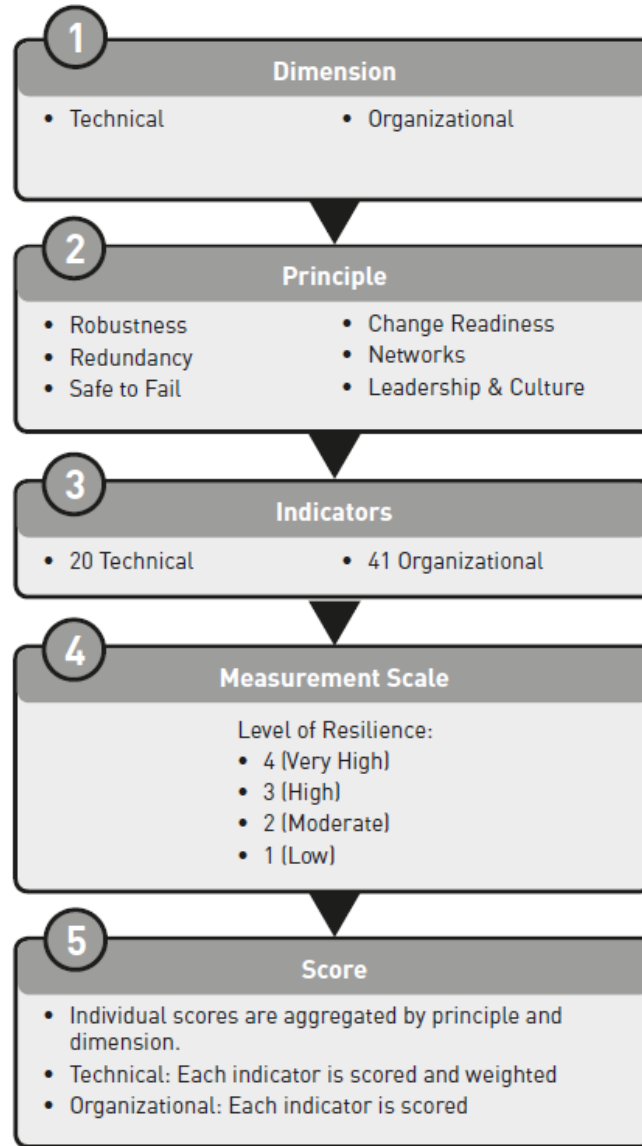 1
Dimension
• Technical
• Organizational
2
Principle
• Robustness
• Redundancy
• Safe to Fail
• Change Readiness
• Networks
• Leadership & Culture
3
Indicators
• 20 Technical
• 41 Organizational
4
Measurement Scale
Level of Resilience:
• 4 (Very High)
• 3 (High)
• 2 (Moderate)
• 1 (Low)
5
Score
• Individual scores are aggregated by principle and
dimension.
• Technical: Each indicator is scored and weighted
• Organizational: Each indicator is scored